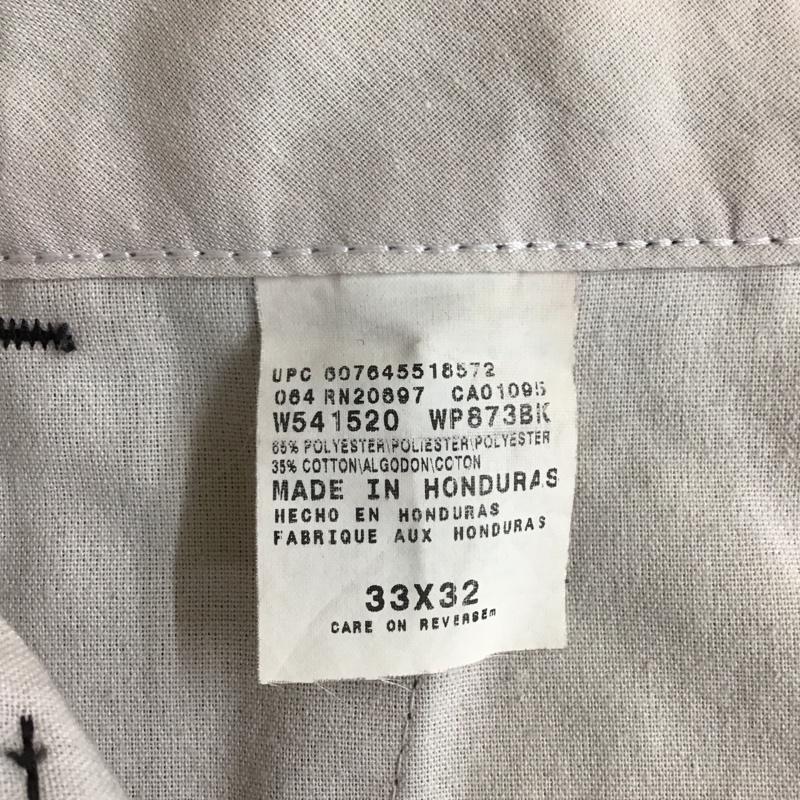 UPC 607645518572
064 RN20697 CA01095
W541520 WP873BK
65% POLYESTER\POLIESTER\POLYESTER
35% COTTON\ALGODON\COTON
MADE IN HONDURAS
HECHO EN HONDURAS
FABRIQUE AUX HONDURAS
33X32
CARE ON REVERSE